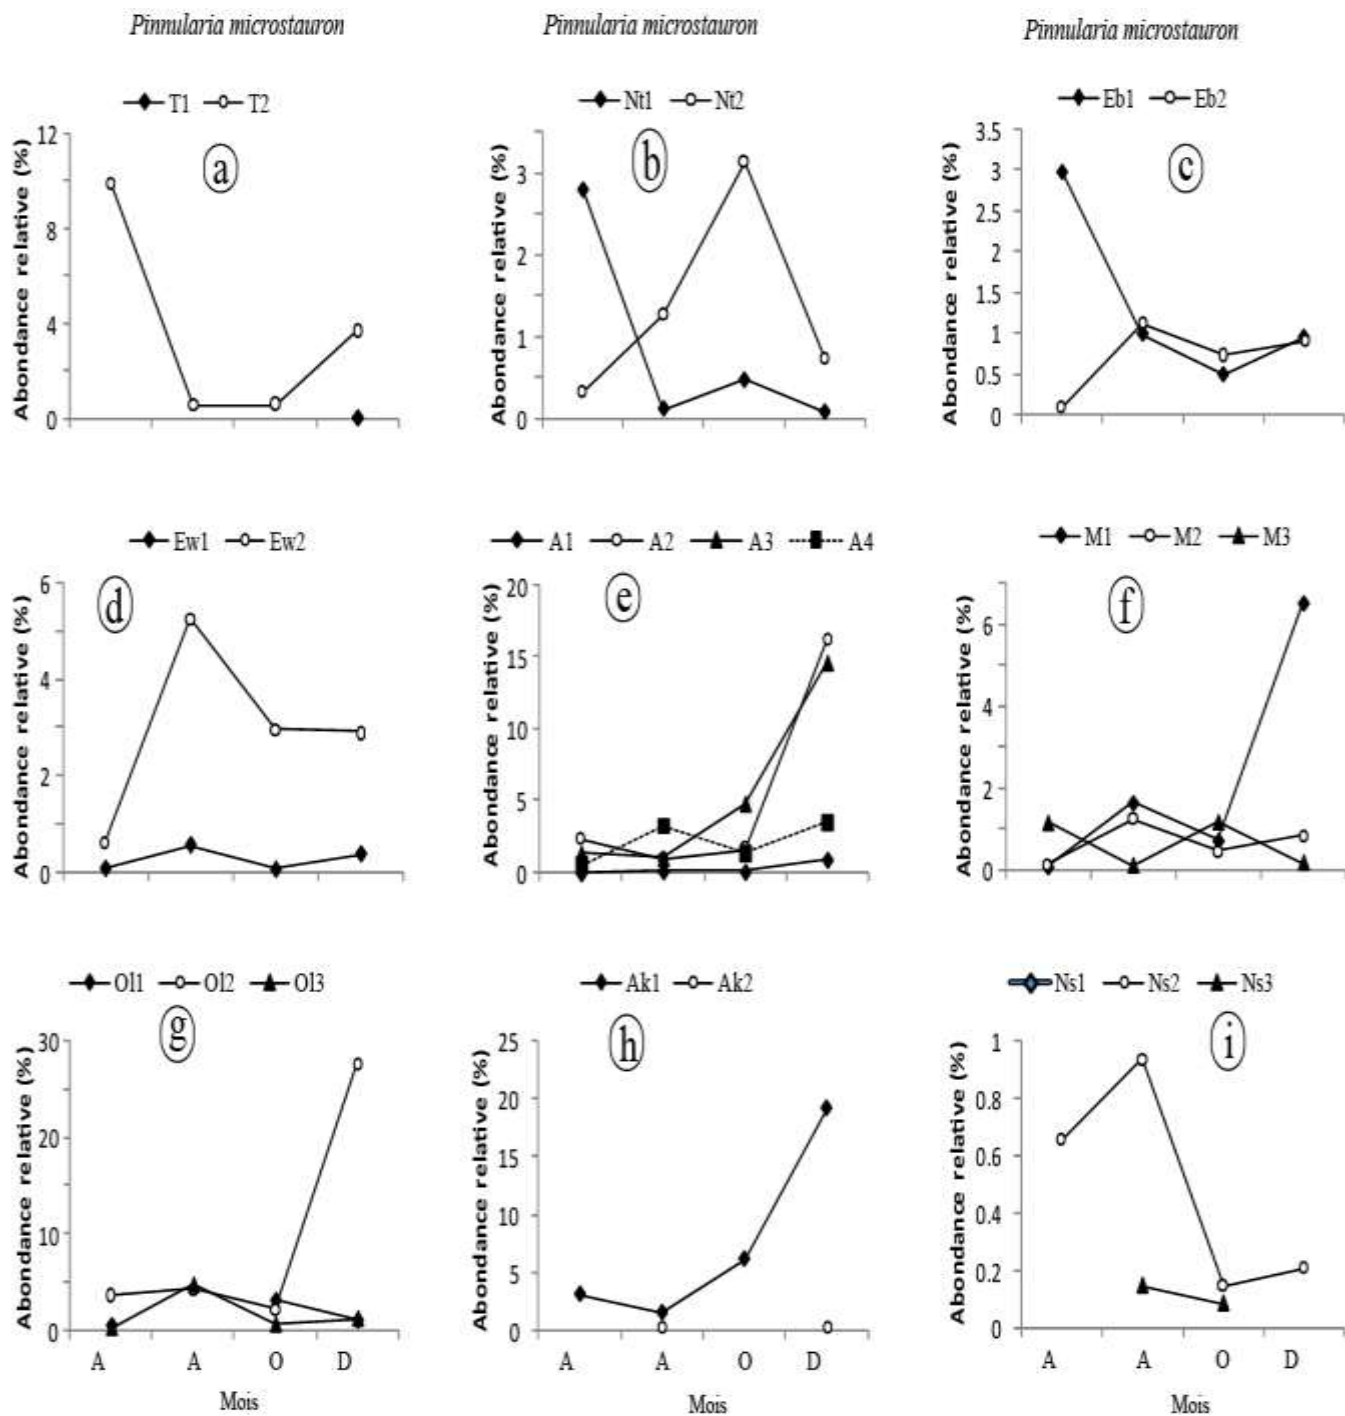 Pinnularia microstauron
Pinnularia microstauron
Pinnularia microstauron
T1 T2
Nt1 Nt2
Eb1 Eb2
a
b
c
Abondance relative (%)
12
8
4
0
Abondance relative (%)
3
2
1
0
Abondance relative (%)
3.5
3
2.5
2
1.5
1
0.5
0
Ew1 Ew2
A1 A2 A3 A4
M1 M2 M3
d
e
f
Abondance relative (%)
6
4
2
0
Abondance relative (%)
20
15
10
5
0
Abondance relative (%)
6
4
2
0
Ol1 Ol2 Ol3
Ak1 Ak2
Ns1 Ns2 Ns3
g
h
i
Abondance relative (%)
30
20
10
0
A A O D
Mois
Abondance relative (%)
25
20
15
10
5
0
A A O D
Mois
Abondance relative (%)
1
0.8
0.6
0.4
0.2
0
A A O D
Mois